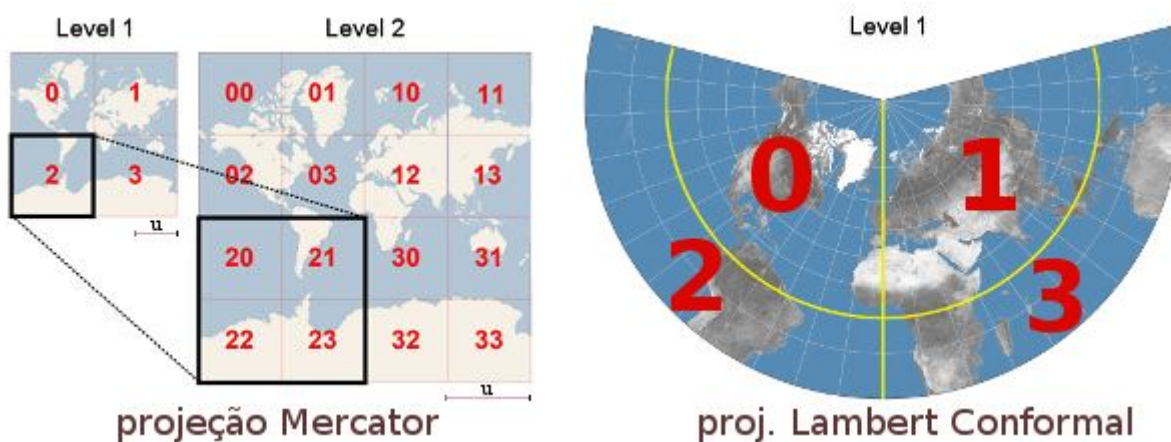 Level 1
0 1
2 3
u
Level 2
00 01 10 11
02 03 12 13
20 21 30 31
22 23 32 33
u
projeção Mercator
Level 1
0 1
2 3
proj. Lambert Conformal